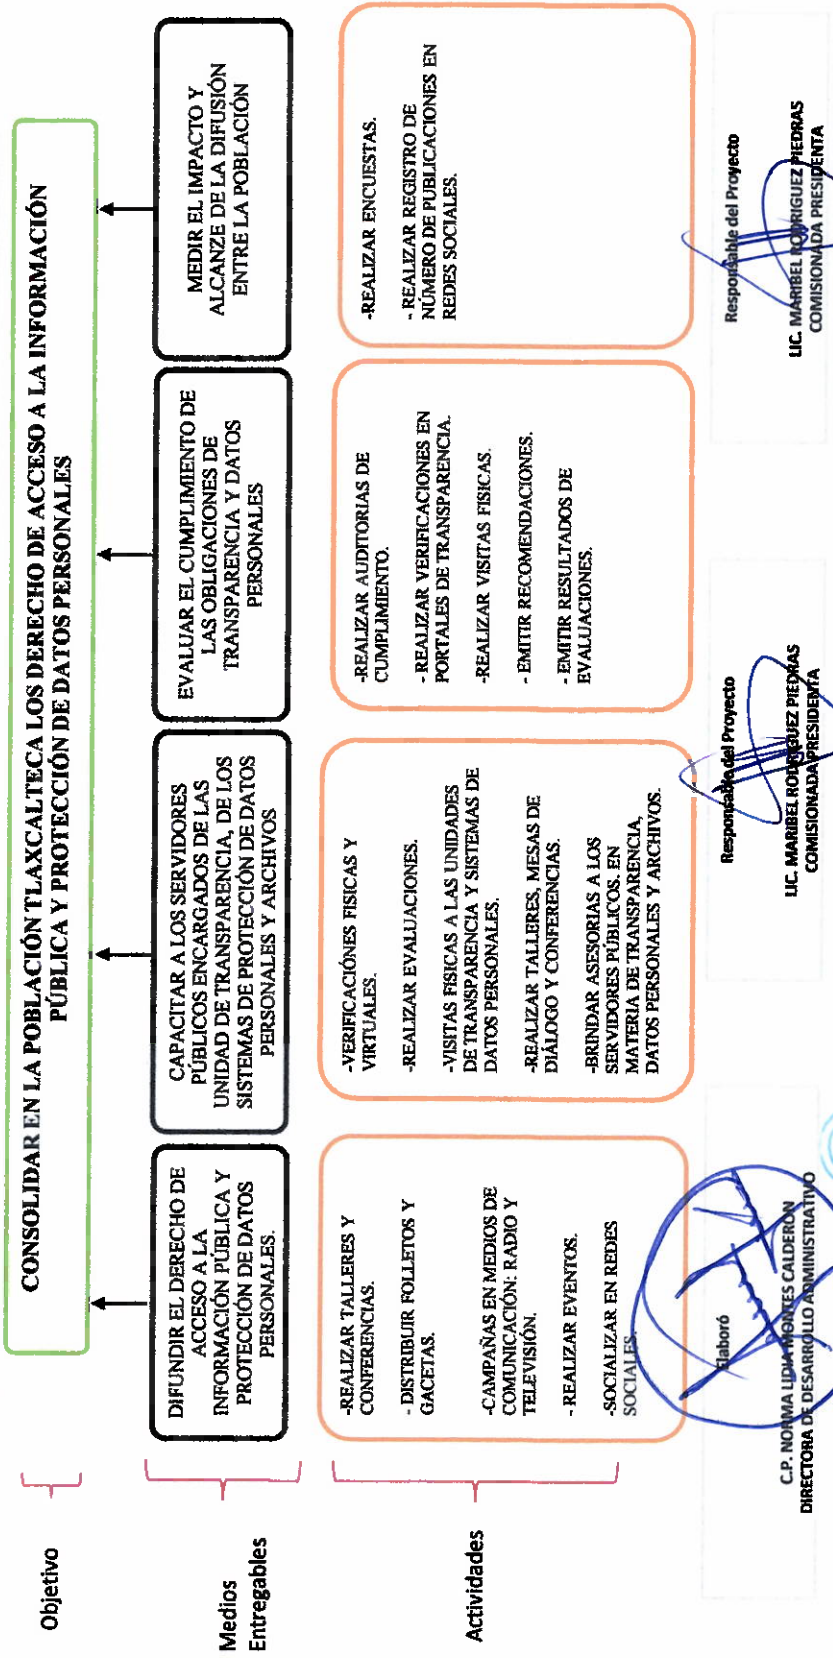 Objetivo
CONSOLIDAR EN LA POBLACIÓN TLAXCALTECA LOS DERECHO DE ACCESO A LA INFORMACIÓN
PÚBLICA Y PROTECCIÓN DE DATOS PERSONALES
Medios
Entregables
DIFUNDIR EL DERECHO DE
ACCESO A LA
INFORMACIÓN PÚBLICA Y
PROTECCIÓN DE DATOS
PERSONALES.
CAPACITAR A LOS SERVIDORES
PÚBLICOS ENCARGADOS DE LAS
UNIDAD DE TRANSPARENCIA, DE LOS
SISTEMAS DE PROTECCIÓN DE DATOS
PERSONALES Y ARCHIVOS
EVALUAR EL CUMPLIMIENTO DE
LAS OBLIGACIONES DE
TRANSPARENCIA Y DATOS
PERSONALES
MEDIR EL IMPACTO Y
ALCANZE DE LA DIFUSIÓN
ENTRE LA POBLACIÓN
Actividades
-REALIZAR TALLERES Y
CONFERENCIAS.
- DISTRIBUIR FOLLETOS Y
GACETAS.
-CAMPAÑAS EN MEDIOS DE
COMUNICACIÓN: RADIO Y
TELEVISIÓN.
- REALIZAR EVENTOS.
-SOCIALIZAR EN REDES
SOCIALES.
-VERIFICACIÓNES FISICAS Y
VIRTUALES.
-REALIZAR EVALUACIONES.
-VISITAS FISICAS A LAS UNIDADES
DE TRANSPARENCIA Y SISTEMAS DE
DATOS PERSONALES.
-REALIZAR TALLERES, MESAS DE
DIÁLOGO Y CONFERENCIAS.
-BRINDAR ASESORIAS A LOS
SERVIDORES PÚBLICOS, EN
MATERIA DE TRANSPARENCIA,
DATOS PERSONALES Y ARCHIVOS.
-REALIZAR AUDITORIAS DE
CUMPLIMIENTO.
- REALIZAR VERIFICACIONES EN
PORTALES DE TRANSPARENCIA.
-REALIZAR VISITAS FISICAS.
- EMITIR RECOMENDACIONES.
- EMITIR RESULTADOS DE
EVALUACIONES.
-REALIZAR ENCUESTAS.
- REALIZAR REGISTRO DE
NÚMERO DE PUBLICACIONES EN
REDES SOCIALES.
Elaboró
C.P. NORMA LIDIA MONTES CALDERON
DIRECTORA DE DESARROLLO ADMINISTRATIVO
Responsable del Proyecto
LIC. MARIBEL RODRIGUEZ PIEDRAS
COMISIONADA PRESIDENTA
Responsable del Proyecto
LIC. MARIBEL RODRIGUEZ PIEDRAS
COMISIONADA PRESIDENTA